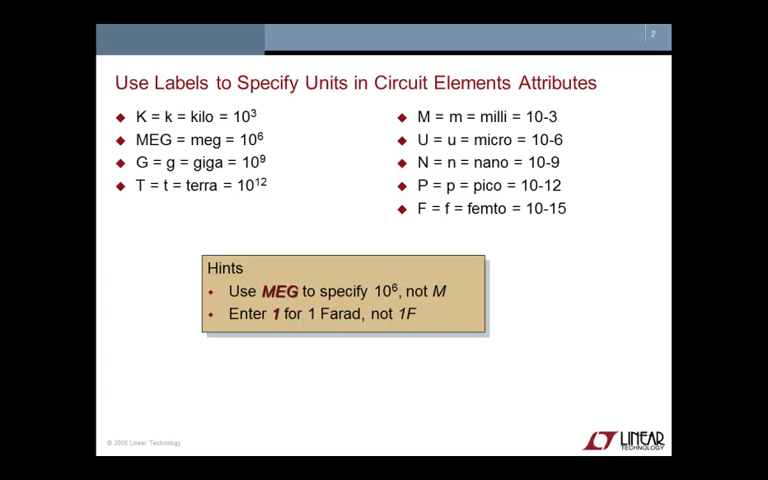 2
Use Labels to Specify Units in Circuit Elements Attributes
K = k = kilo = 10³
MEG = meg = 10⁶
G = g = giga = 10⁹
T = t = terra = 10¹²
M = m = milli = 10-3
U = u = micro = 10-6
N = n = nano = 10-9
P = p = pico = 10-12
F = f = femto = 10-15
Hints
Use MEG to specify 10⁶, not M
Enter 1 for 1 Farad, not 1F
© 2009 Linear Technology
LINEAR
TECHNOLOGY